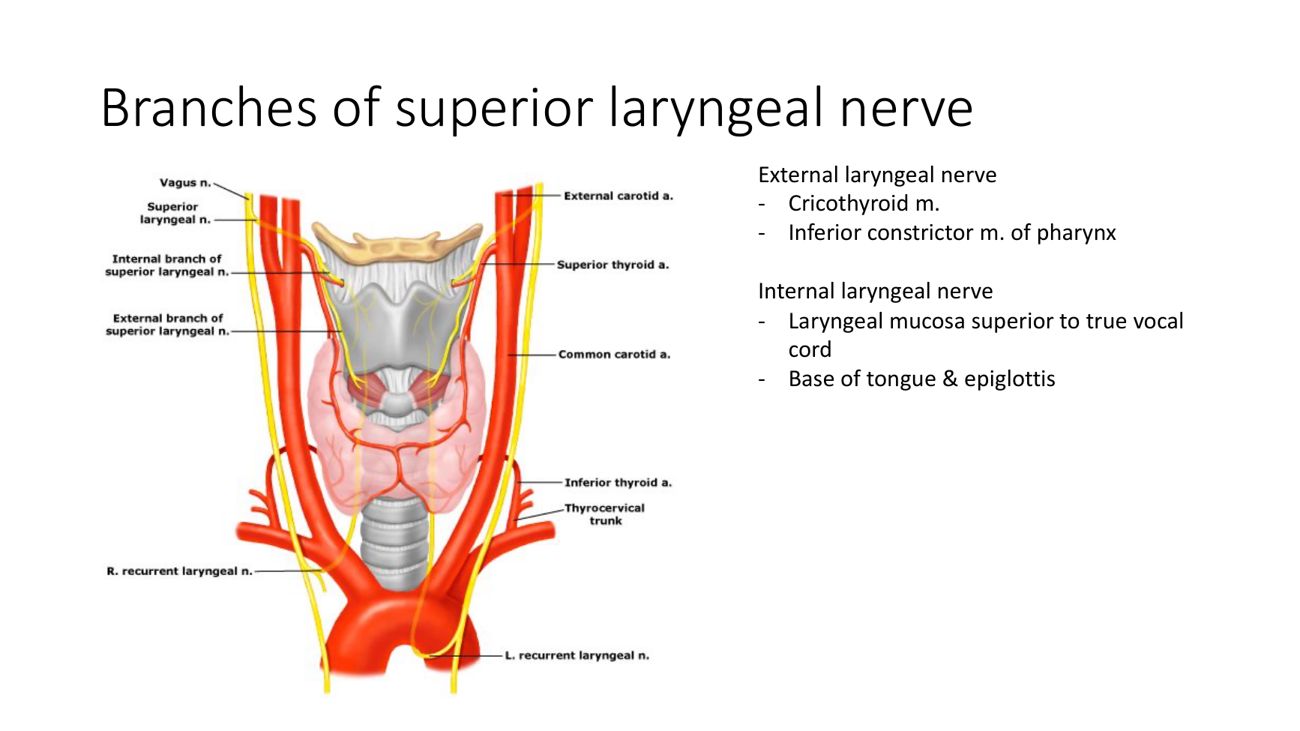 Branches of superior laryngeal nerve
Vagus n.
Superior
laryngeal n.
Internal branch of
superior laryngeal n.
External branch of
superior laryngeal n.
R. recurrent laryngeal n.
External carotid a.
Superior thyroid a.
Common carotid a.
Inferior thyroid a.
Thyrocervical
trunk
L. recurrent laryngeal n.
External laryngeal nerve
- Cricothyroid m.
- Inferior constrictor m. of pharynx
Internal laryngeal nerve
- Laryngeal mucosa superior to true vocal
cord
- Base of tongue & epiglottis